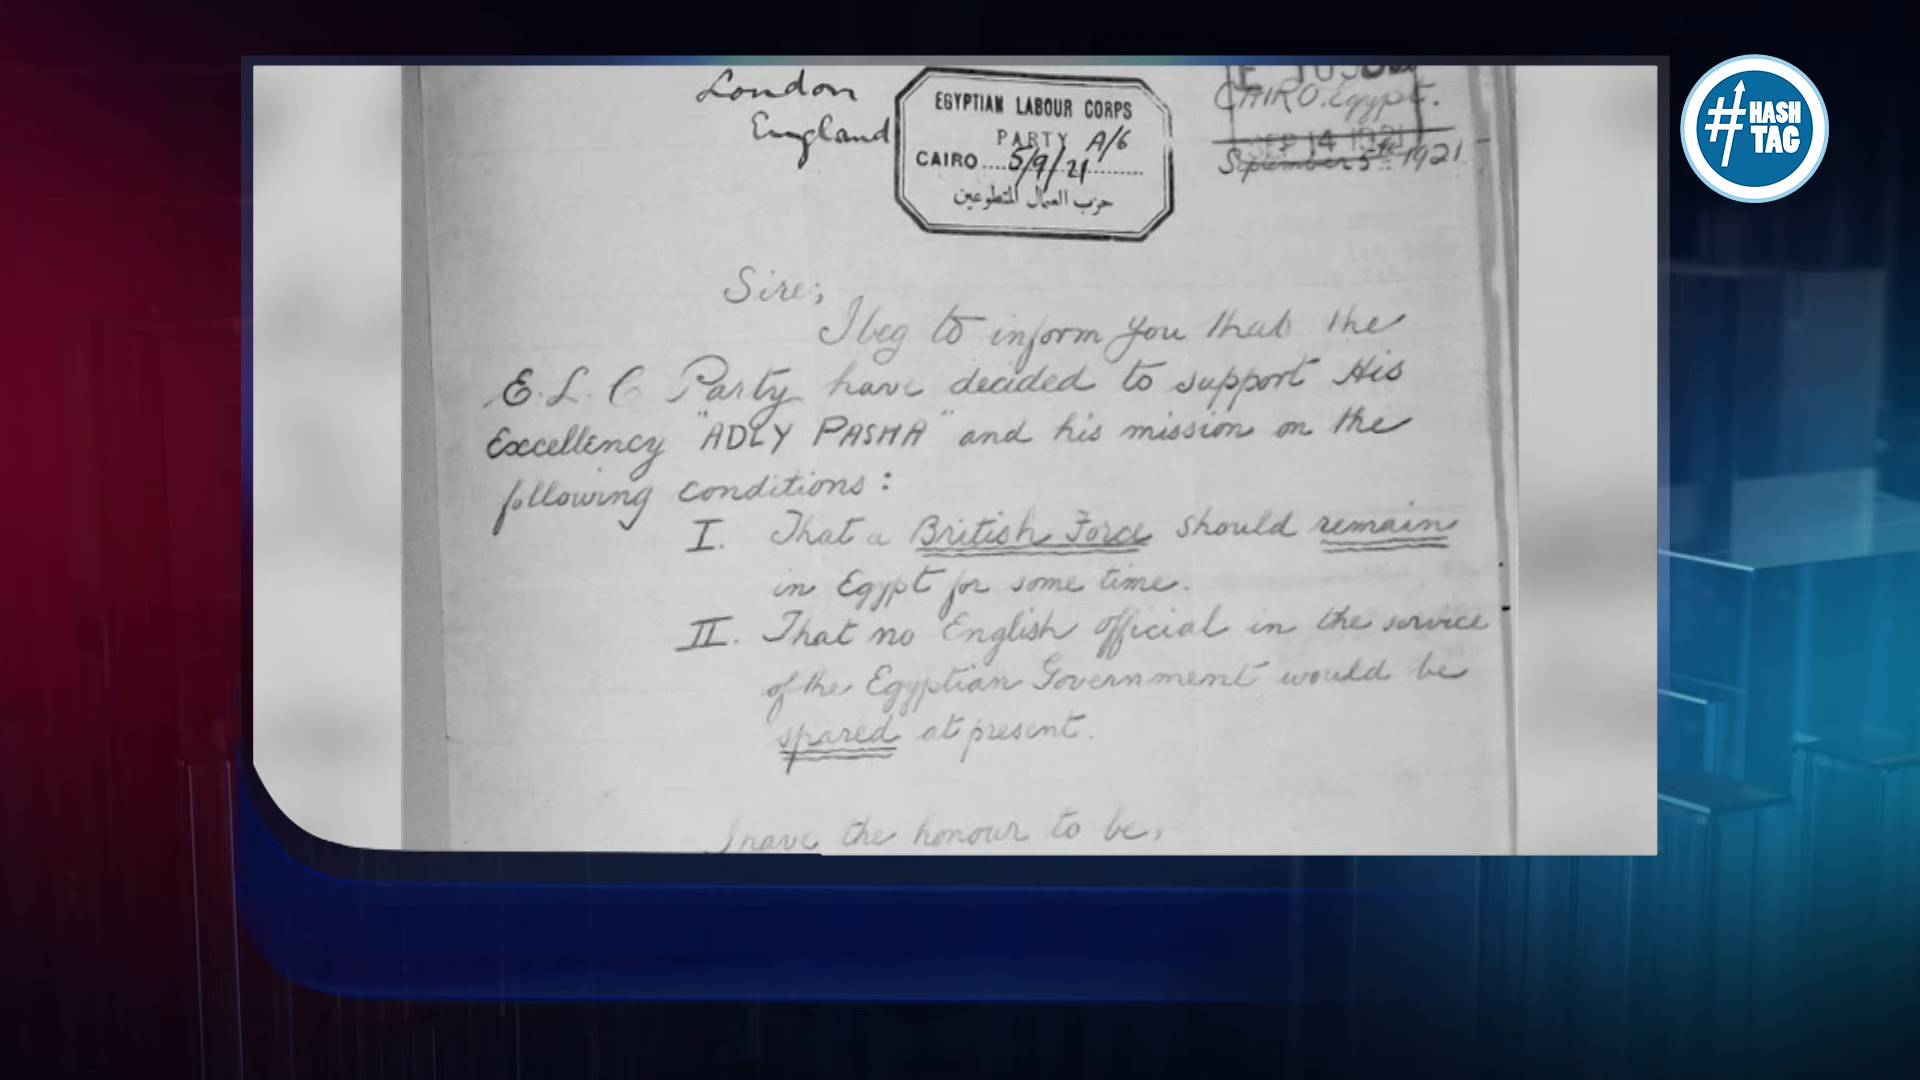 London
England
EGYPTIAN LABOUR CORPS
PARTY A/6
CAIRO....5/9/21........
حزب العمال المتطوعين
CAIRO. Egypt.
SEP 14 1921
September 5th 1921
# HASH
TAG
Sire;
I beg to inform you that the
E.L.C Party have decided to support His
Excellency "ADLY PASHA" and his mission on the
following conditions:
I. That a British Force should remain
in Egypt for some time.
II. That no English official in the service
of the Egyptian Government would be
spared at present.
I have the honour to be,